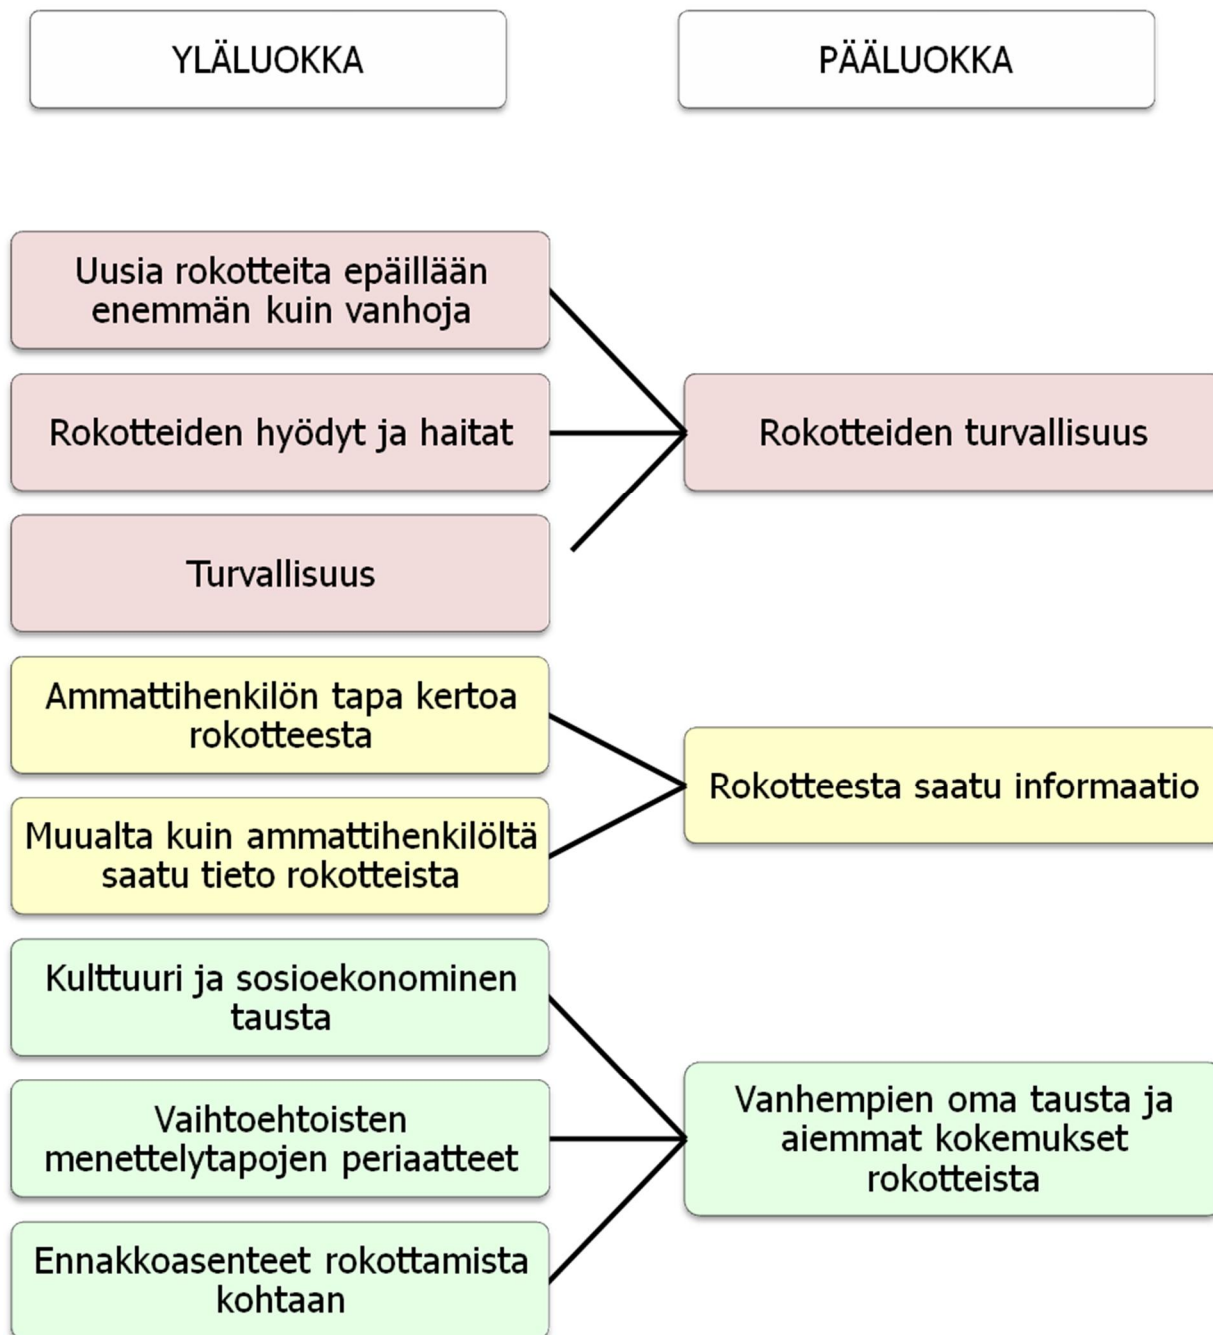 YLÄLUOKKA
PÄÄLUOKKA
Uusia rokotteita epäillään
enemmän kuin vanhoja
Rokotteiden hyödyt ja haitat
Rokotteiden turvallisuus
Turvallisuus
Ammattihenkilön tapa kertoa
rokotteesta
Rokotteesta saatu informaatio
Muualta kuin ammattihenkilöltä
saatu tieto rokotteista
Kulttuuri ja sosioekonominen
tausta
Vaihtoehtoisten
menettelytapojen periaatteet
Vanhempien oma tausta ja
aiemmat kokemukset
rokotteista
Ennakkoasenteet rokottamista
kohtaan